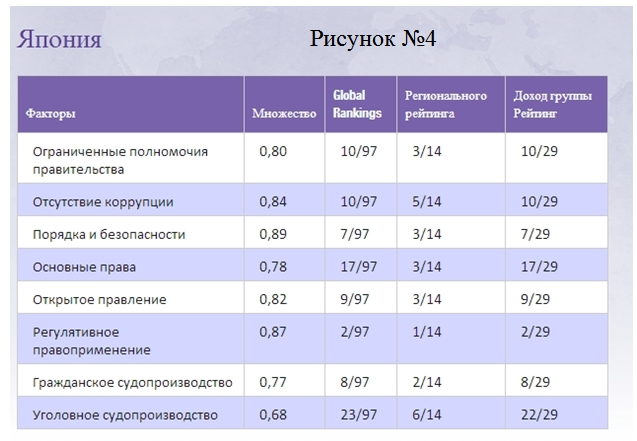 Япония Рисунок №4
Факторы Множество Global Rankings Регионального рейтинга Доход группы Рейтинг
Ограниченные полномочия правительства 0,80 10/97 3/14 10/29
Отсутствие коррупции 0,84 10/97 5/14 10/29
Порядка и безопасности 0,89 7/97 3/14 7/29
Основные права 0,78 17/97 3/14 17/29
Открытое правление 0,82 9/97 3/14 9/29
Регулятивное правоприменение 0,87 2/97 1/14 2/29
Гражданское судопроизводство 0,77 8/97 2/14 8/29
Уголовное судопроизводство 0,68 23/97 6/14 22/29